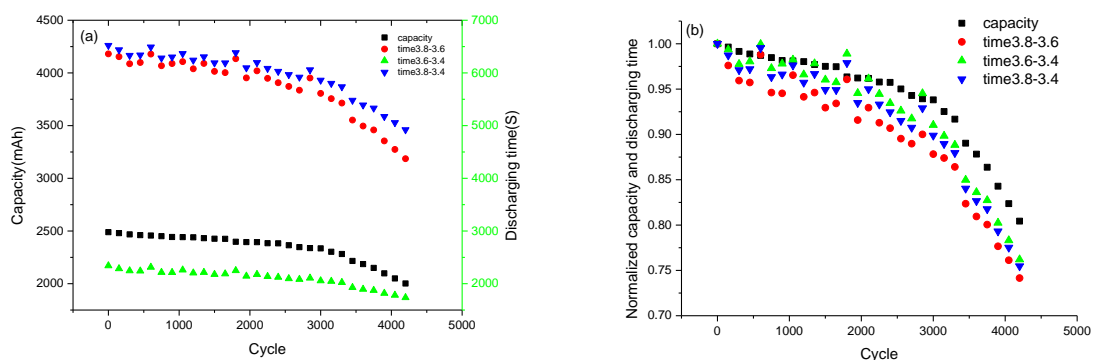 (a)
capacity
time3.8-3.6
time3.6-3.4
time3.8-3.4
4500
4000
3500
3000
2500
2000
Capacity(mAh)
7000
6000
5000
4000
3000
2000
1000
0
Discharging time(S)
0
1000
2000
3000
4000
5000
Cycle
(b)
capacity
time3.8-3.6
time3.6-3.4
time3.8-3.4
1.00
0.95
0.90
0.85
0.80
0.75
0.70
Normalized capacity and discharging time
0
1000
2000
3000
4000
5000
Cycle